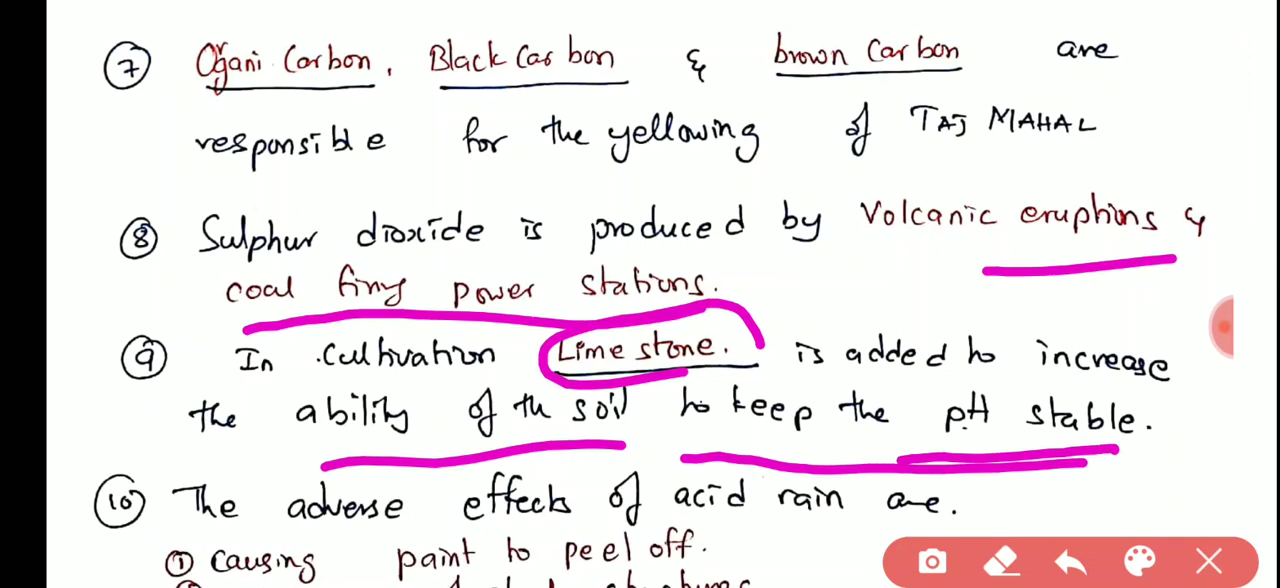 ⑦ Organi Carbon, Black Carbon & brown Carbon are
responsible for the yellowing of TAJ MAHAL
⑧ Sulphur dioxide is produced by Volcanic eruptions &
coal firing power stations.
⑨ In cultivation Lime stone. is added to increase
the ability of the soil to keep the pH stable.
⑩ The adverse effects of acid rain are.
① causing paint to peel off.